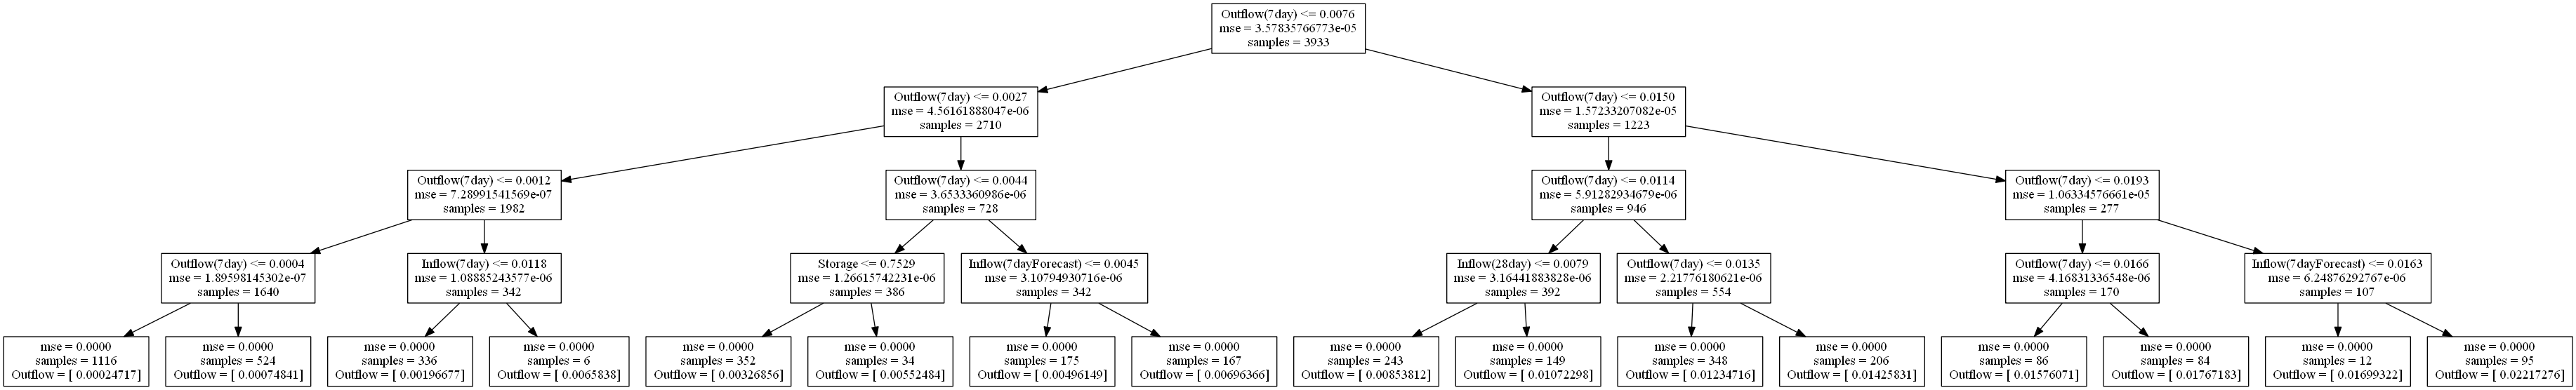 Outflow(7day) <= 0.0076
mse = 3.57835766773e-05
samples = 3933
Outflow(7day) <= 0.0027
mse = 4.56161888047e-06
samples = 2710
Outflow(7day) <= 0.0150
mse = 1.57233207082e-05
samples = 1223
Outflow(7day) <= 0.0012
mse = 7.28991541569e-07
samples = 1982
Outflow(7day) <= 0.0044
mse = 3.6533360986e-06
samples = 728
Outflow(7day) <= 0.0114
mse = 5.91282934679e-06
samples = 946
Outflow(7day) <= 0.0193
mse = 1.06334576661e-05
samples = 277
Outflow(7day) <= 0.0004
mse = 1.89598145302e-07
samples = 1640
Inflow(7day) <= 0.0118
mse = 1.08885243577e-06
samples = 342
Storage <= 0.7529
mse = 1.26615742231e-06
samples = 386
Inflow(7dayForecast) <= 0.0045
mse = 3.10794930716e-06
samples = 342
Inflow(28day) <= 0.0079
mse = 3.16441883828e-06
samples = 392
Outflow(7day) <= 0.0135
mse = 2.21776180621e-06
samples = 554
Outflow(7day) <= 0.0166
mse = 4.16831336548e-06
samples = 170
Inflow(7dayForecast) <= 0.0163
mse = 6.24876292767e-06
samples = 107
mse = 0.0000
samples = 1116
Outflow = [ 0.00024717]
mse = 0.0000
samples = 524
Outflow = [ 0.00074841]
mse = 0.0000
samples = 336
Outflow = [ 0.00196677]
mse = 0.0000
samples = 6
Outflow = [ 0.0065838]
mse = 0.0000
samples = 352
Outflow = [ 0.00326856]
mse = 0.0000
samples = 34
Outflow = [ 0.00552484]
mse = 0.0000
samples = 175
Outflow = [ 0.00496149]
mse = 0.0000
samples = 167
Outflow = [ 0.00696366]
mse = 0.0000
samples = 243
Outflow = [ 0.00853812]
mse = 0.0000
samples = 149
Outflow = [ 0.01072298]
mse = 0.0000
samples = 348
Outflow = [ 0.01234716]
mse = 0.0000
samples = 206
Outflow = [ 0.01425831]
mse = 0.0000
samples = 86
Outflow = [ 0.01576071]
mse = 0.0000
samples = 84
Outflow = [ 0.01767183]
mse = 0.0000
samples = 12
Outflow = [ 0.01699322]
mse = 0.0000
samples = 95
Outflow = [ 0.02217276]